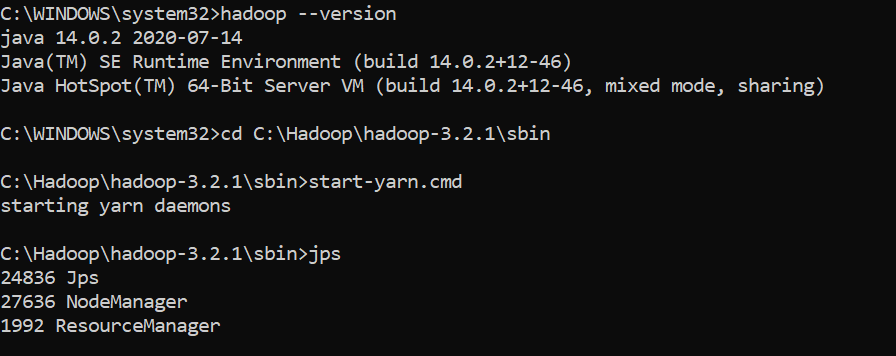 C:\WINDOWS\system32>hadoop --version
java 14.0.2 2020-07-14
Java(TM) SE Runtime Environment (build 14.0.2+12-46)
Java HotSpot(TM) 64-Bit Server VM (build 14.0.2+12-46, mixed mode, sharing)
C:\WINDOWS\system32>cd C:\Hadoop\hadoop-3.2.1\sbin
C:\Hadoop\hadoop-3.2.1\sbin>start-yarn.cmd
starting yarn daemons
C:\Hadoop\hadoop-3.2.1\sbin>jps
24836 Jps
27636 NodeManager
1992 ResourceManager